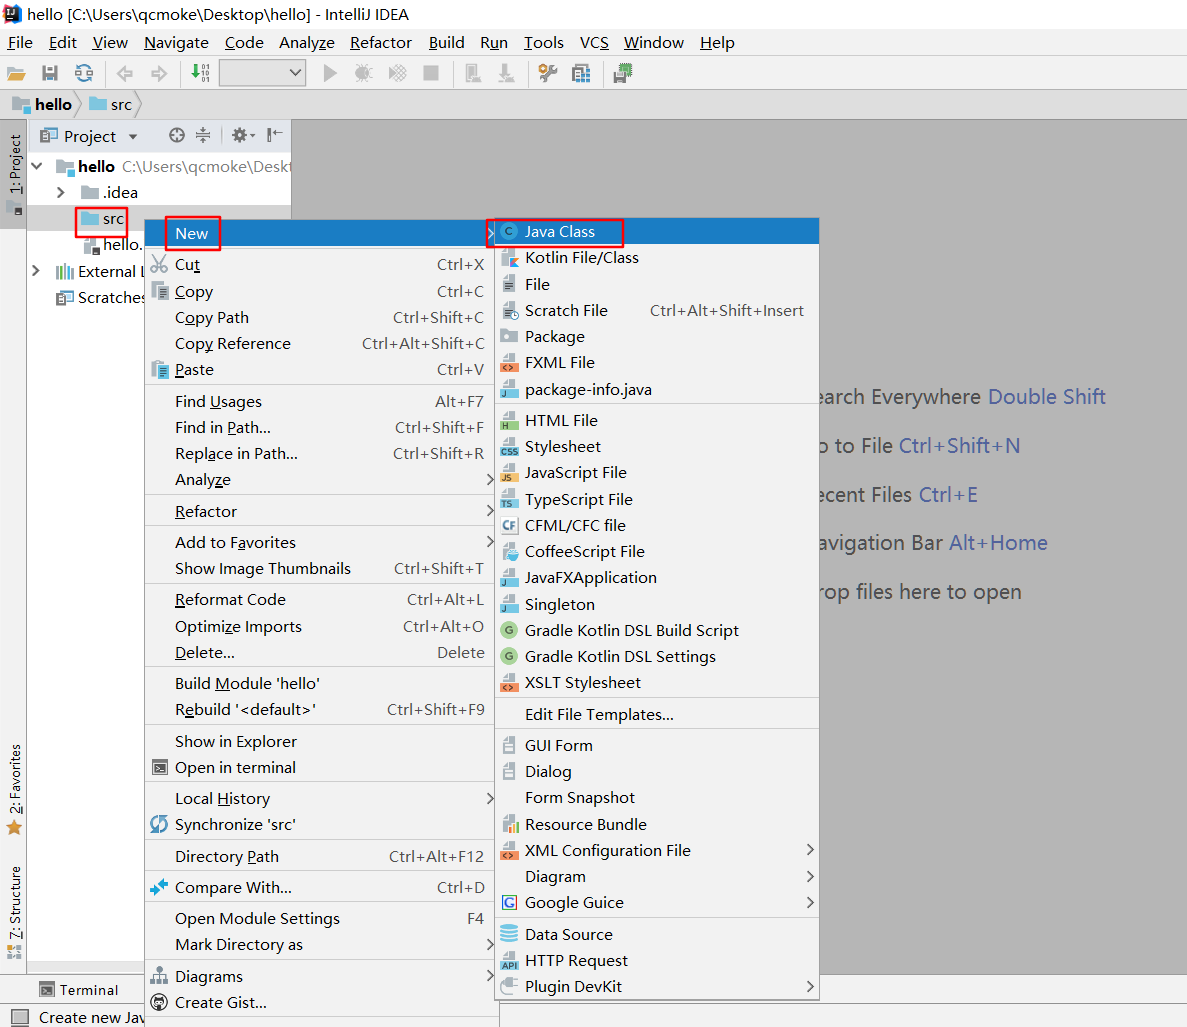 hello [C:\Users\qcmoke\Desktop\hello] - IntelliJ IDEA
File Edit View Navigate Code Analyze Refactor Build Run Tools VCS Window Help
hello src
Project
1: Project
hello C:\Users\qcmoke\Deskt
.idea
src
hello.
External L
Scratches
2: Favorites
7: Structure
New
Cut Ctrl+X
Copy Ctrl+C
Copy Path Ctrl+Shift+C
Copy Reference Ctrl+Alt+Shift+C
Paste Ctrl+V
Find Usages Alt+F7
Find in Path... Ctrl+Shift+F
Replace in Path... Ctrl+Shift+R
Analyze
Refactor
Add to Favorites
Show Image Thumbnails Ctrl+Shift+T
Reformat Code Ctrl+Alt+L
Optimize Imports Ctrl+Alt+O
Delete... Delete
Build Module 'hello'
Rebuild '<default>' Ctrl+Shift+F9
Show in Explorer
Open in terminal
Local History
Synchronize 'src'
Directory Path Ctrl+Alt+F12
Compare With... Ctrl+D
Open Module Settings F4
Mark Directory as
Diagrams
Create Gist...
Java Class
Kotlin File/Class
File
Scratch File Ctrl+Alt+Shift+Insert
Package
FXML File
package-info.java
HTML File
Stylesheet
JavaScript File
TypeScript File
CFML/CFC file
CoffeeScript File
JavaFXApplication
Singleton
Gradle Kotlin DSL Build Script
Gradle Kotlin DSL Settings
XSLT Stylesheet
Edit File Templates...
GUI Form
Dialog
Form Snapshot
Resource Bundle
XML Configuration File
Diagram
Google Guice
Data Source
HTTP Request
Plugin DevKit
earch Everywhere Double Shift
o to File Ctrl+Shift+N
ecent Files Ctrl+E
avigation Bar Alt+Home
rop files here to open
Terminal
Create new Jav